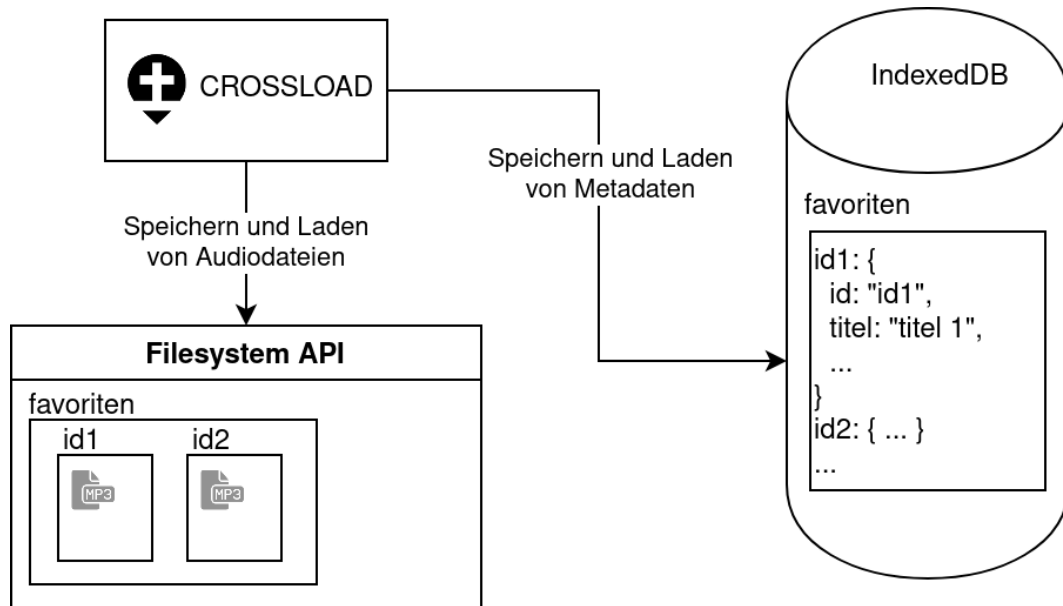 CROSSLOAD
IndexedDB
Speichern und Laden
von Metadaten
Speichern und Laden
von Audiodateien
favoriten
id1: {
id: "id1",
titel: "titel 1",
...
}
id2: { ... }
...
Filesystem API
favoriten
id1
id2
MP3
MP3